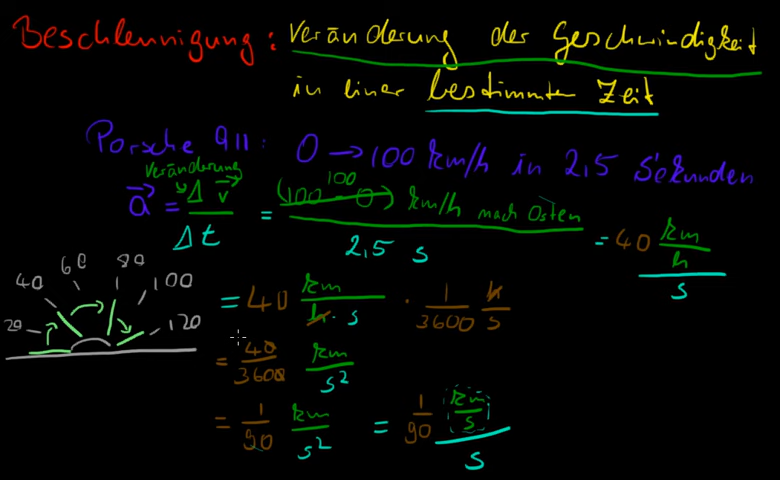 Beschleunigung: Veränderung der Geschwindigkeit
in einer bestimmten Zeit
Porsche 911: 0 → 100 km/h in 2,5 Sekunden
Veränderung
a⃗ = Δ v⃗ / Δ t = (100 - 0) 100 km/h nach Osten / 2,5 s = 40 km/h / s
20 40 60 80 100 120
= 40 km / h · s · 1/3600 h/s
= 40/3600 km/s²
= 1/90 km/s² = 1/90 km/s / s